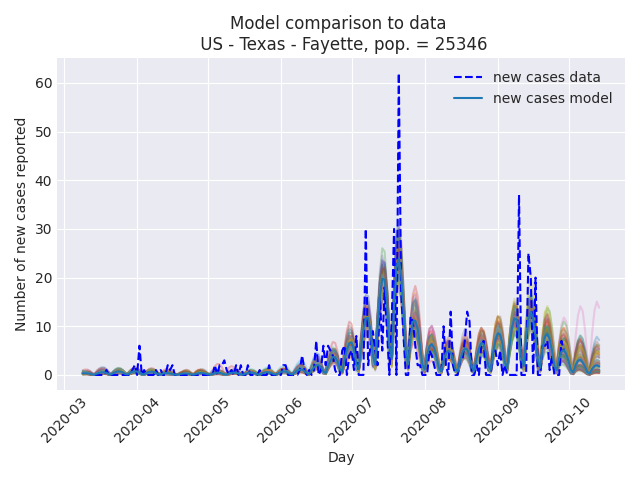 Model comparison to data
US - Texas - Fayette, pop. = 25346
new cases data
new cases model
Number of new cases reported
60
50
40
30
20
10
0
2020-03
2020-04
2020-05
2020-06
2020-07
2020-08
2020-09
2020-10
Day